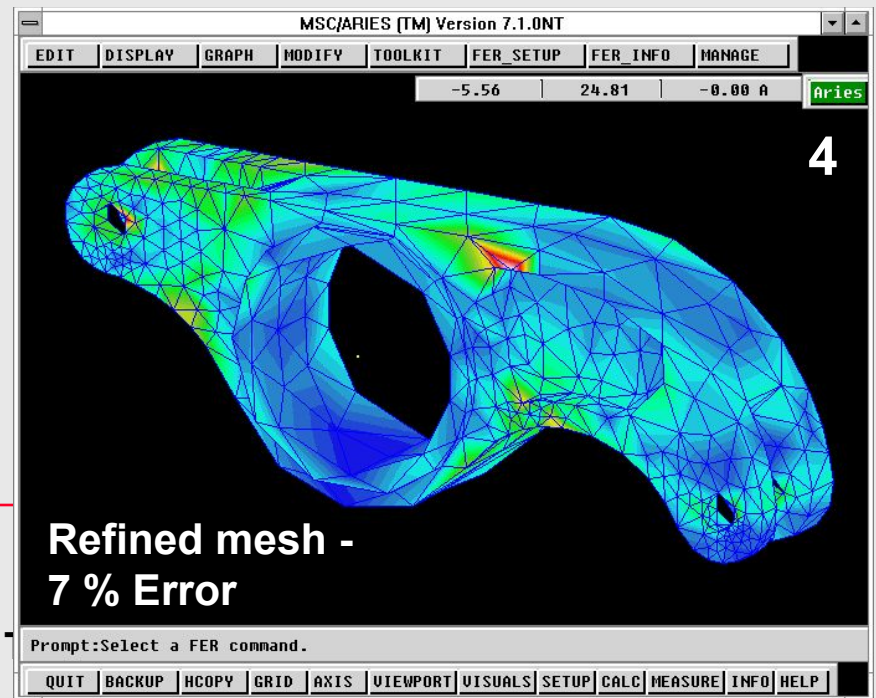 MSC/ARIES (TM) Version 7.1.0NT
EDIT DISPLAY GRAPH MODIFY TOOLKIT FER_SETUP FER_INFO MANAGE
-5.56 24.81 -0.00 A Aries
4
Refined mesh -
7 % Error
Prompt:Select a FER command.
QUIT BACKUP HCOPY GRID AXIS VIEWPORT VISUALS SETUP CALC MEASURE INFO HELP